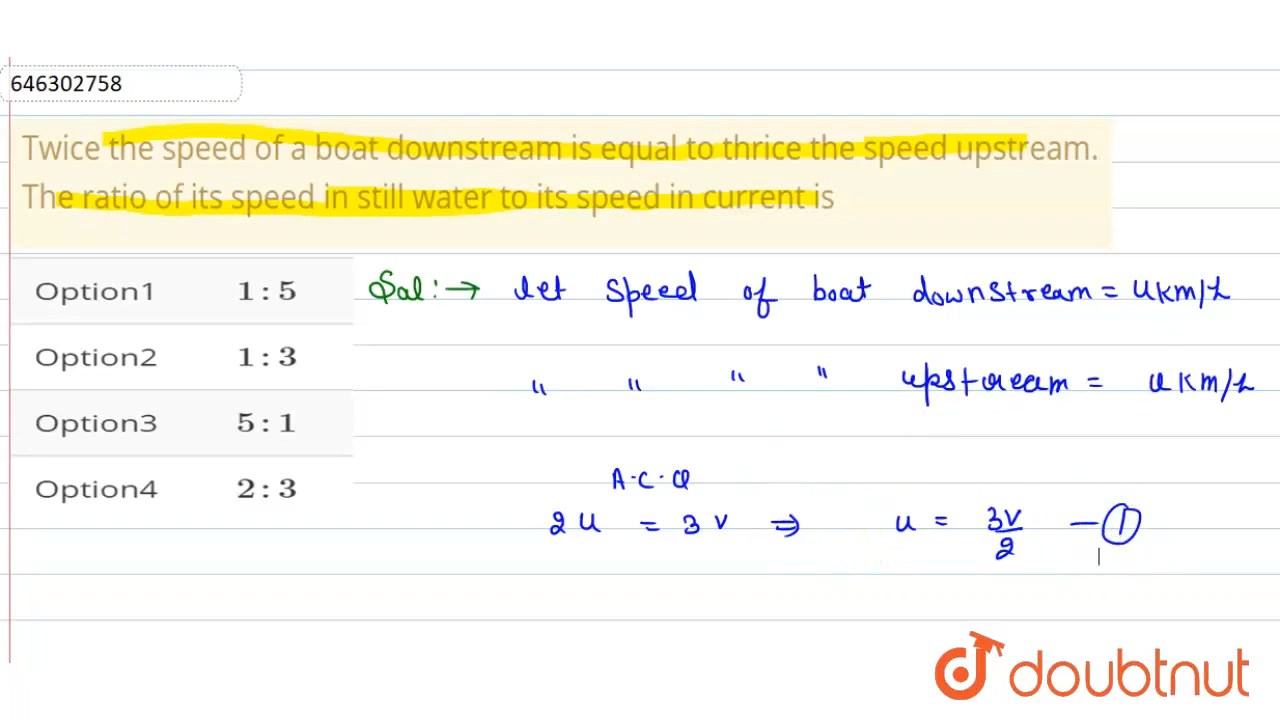 646302758
Twice the speed of a boat downstream is equal to thrice the speed upstream.
The ratio of its speed in still water to its speed in current is
Option1 1 : 5
Option2 1 : 3
Option3 5 : 1
Option4 2 : 3
Sol:→ let speed of boat downstream = u km/h
" " " " upstream = v km/h
A.C.Q
2u = 3v ⇒ u = 3v/2 — ①
doubtnut